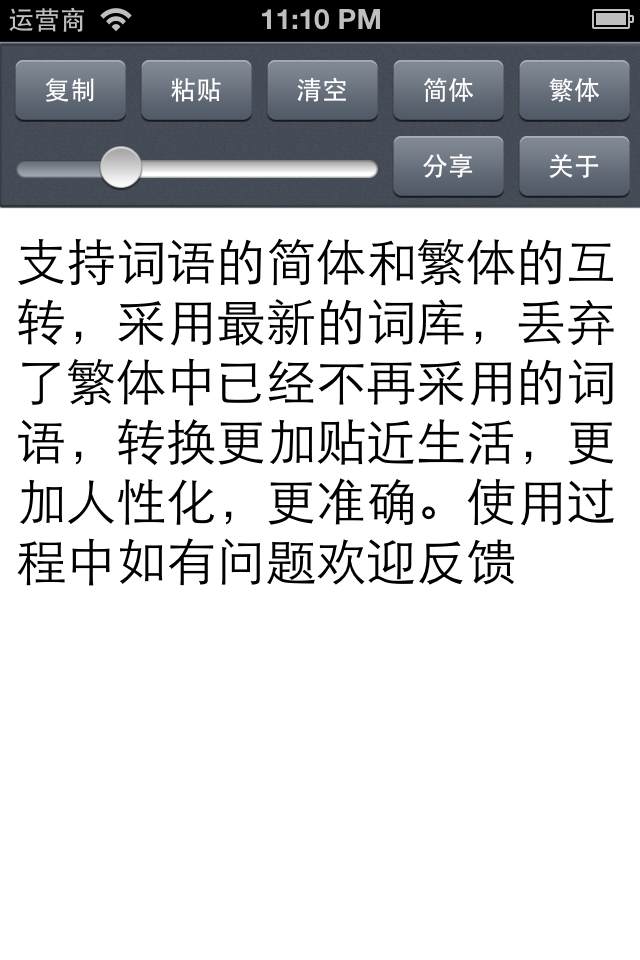 运营商 11:10 PM
复制 粘贴 清空 简体 繁体
分享 关于
支持词语的简体和繁体的互
转，采用最新的词库，丢弃
了繁体中已经不再采用的词
语，转换更加贴近生活，更
加人性化，更准确。使用过
程中如有问题欢迎反馈